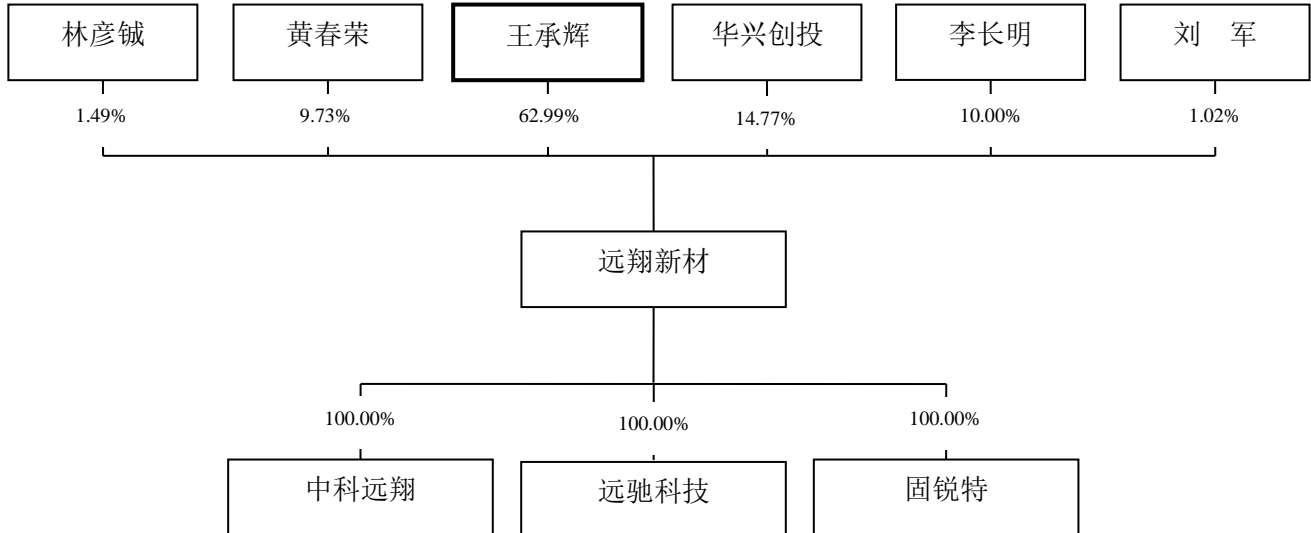 林彦铖 黄春荣 王承辉 华兴创投 李长明 刘　军
1.49% 9.73% 62.99% 14.77% 10.00% 1.02%
远翔新材
100.00% 100.00% 100.00%
中科远翔 远驰科技 固锐特